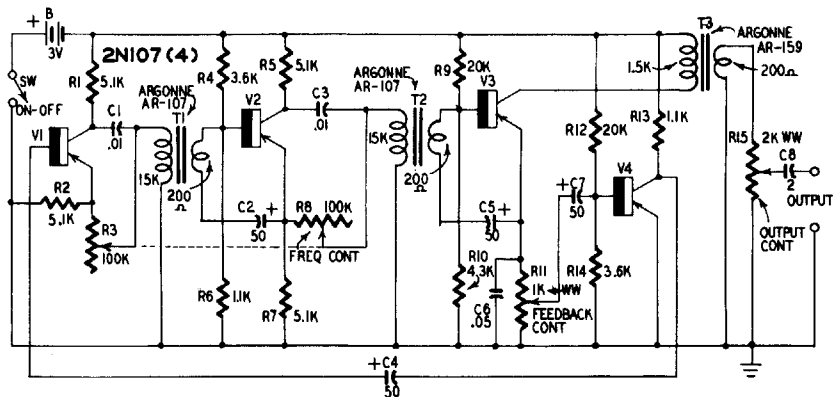 + B
3V
2N107(4)
SW
ON-OFF
R1
5.1K
V1
C1
.01
ARGONNE
AR-107
T1
15K
200
Ω
R2
5.1K
R3
100K
R4
3.6K
R5
5.1K
V2
C3
.01
C2 +
50
R8 100K
FREQ CONT
R6 1.1K
R7 5.1K
ARGONNE
AR-107
T2
15K
200
Ω
R9
20K
V3
C5 +
50
R10
4.3K
C6
.05
R11
1K WW
FEEDBACK
CONT
+ C7
50
R12
20K
V4
R14 3.6K
R13
1.1K
T3
ARGONNE
AR-159
1.5K
200Ω
R15
2K WW
C8
2
OUTPUT
OUTPUT
CONT
+ C4
50